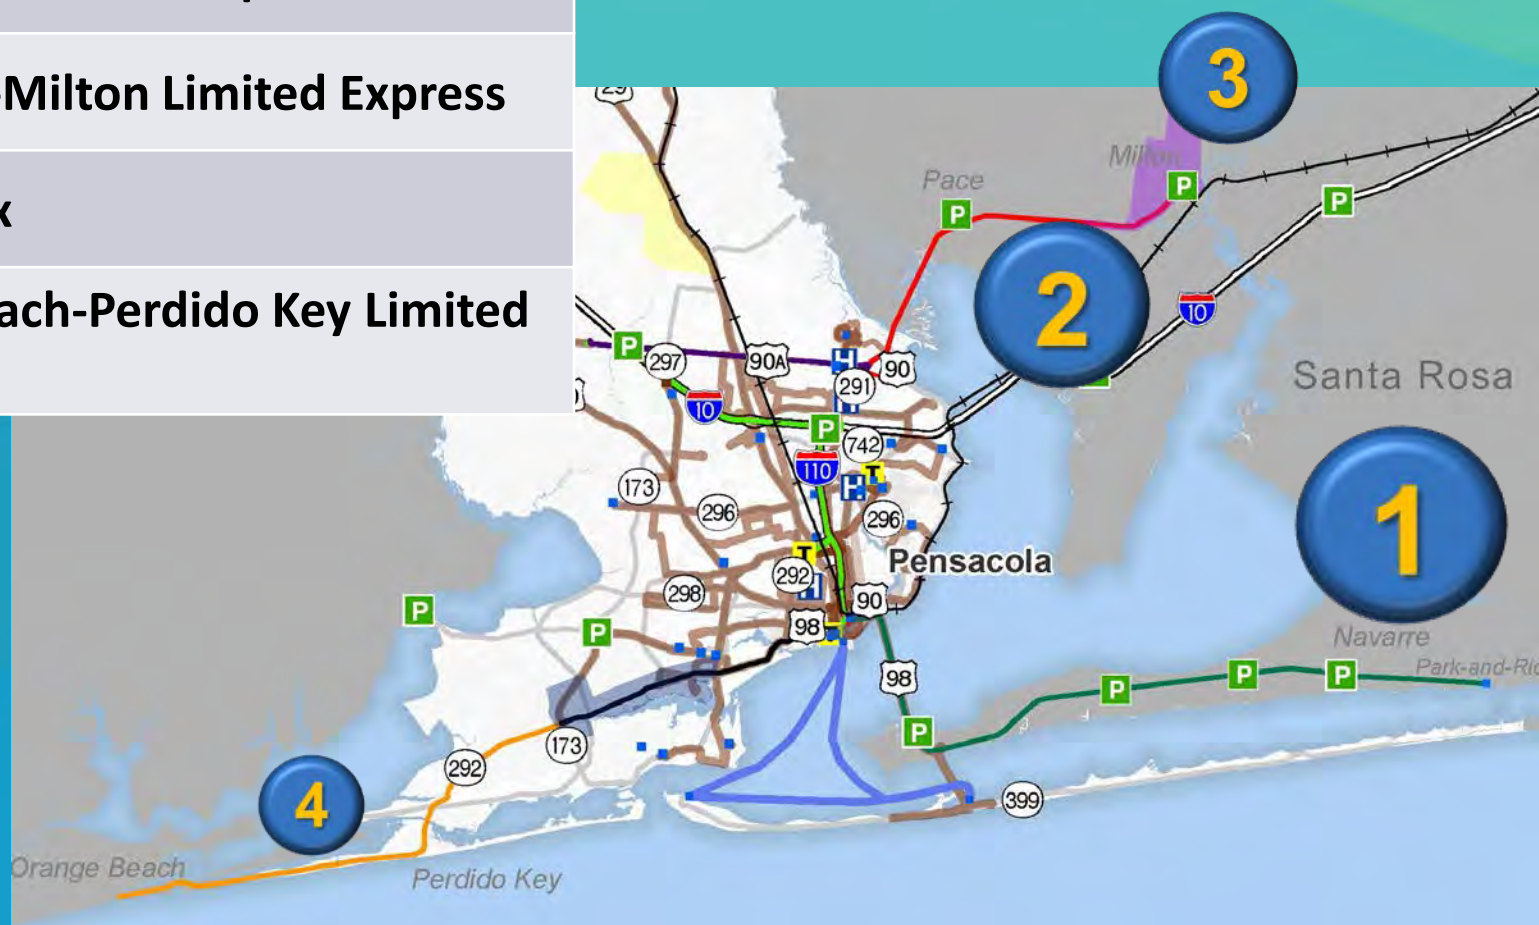 -Milton Limited Express
ach-Perdido Key Limited
29
3
Milton
Pace
P
P
P
2
10
Santa Rosa
P
297
90A
H
291
90
10
P
742
110
T
H
1
173
296
296
Pensacola
T
292
H
298
90
P
P
98
Navarre
Park-and-Rid
98
P
P
P
P
173
292
4
399
Orange Beach
Perdido Key